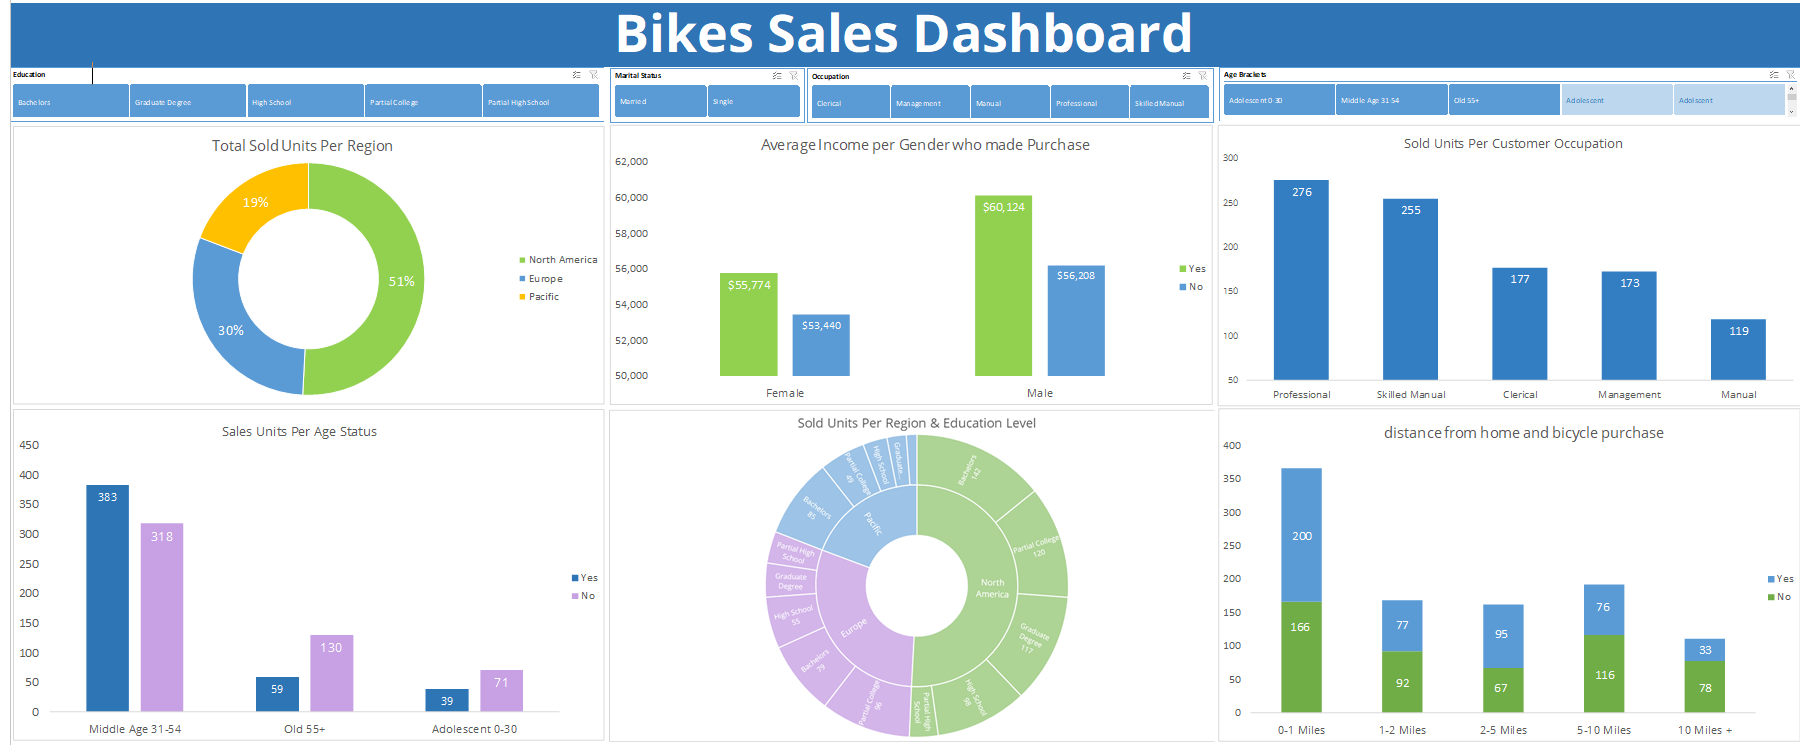 Bikes Sales Dashboard
Education
Bachelors
Graduate Degree
High School
Partial College
Partial High School
Marital Status
Married
Single
Occupation
Clerical
Management
Manual
Professional
Skilled Manual
Age Brackets
Adolescent 0-30
Middle Age 31-54
Old 55+
Adolescent
Adolscent
Total Sold Units Per Region
19%
51%
30%
North America
Europe
Pacific
Average Income per Gender who made Purchase
62,000
60,000
58,000
56,000
54,000
52,000
50,000
$55,774
$53,440
$60,124
$56,208
Female
Male
Yes
No
Sold Units Per Customer Occupation
300
250
200
150
100
50
276
255
177
173
119
Professional
Skilled Manual
Clerical
Management
Manual
Sales Units Per Age Status
450
400
350
300
250
200
150
100
50
0
383
318
59
130
39
71
Middle Age 31-54
Old 55+
Adolescent 0-30
Yes
No
Sold Units Per Region & Education Level
North
America
Bachelors
142
Partial College
120
Graduate
Degree
117
High School
98
Partial High
School
Europe
Partial College
96
Bachelors
79
High School
55
Graduate
Degree
Partial High
School
Pacific
Bachelors
85
Partial College
49
High School
Graduate...
distance from home and bicycle purchase
400
350
300
250
200
150
100
50
0
200
166
77
92
95
67
76
116
33
78
0-1 Miles
1-2 Miles
2-5 Miles
5-10 Miles
10 Miles +
Yes
No